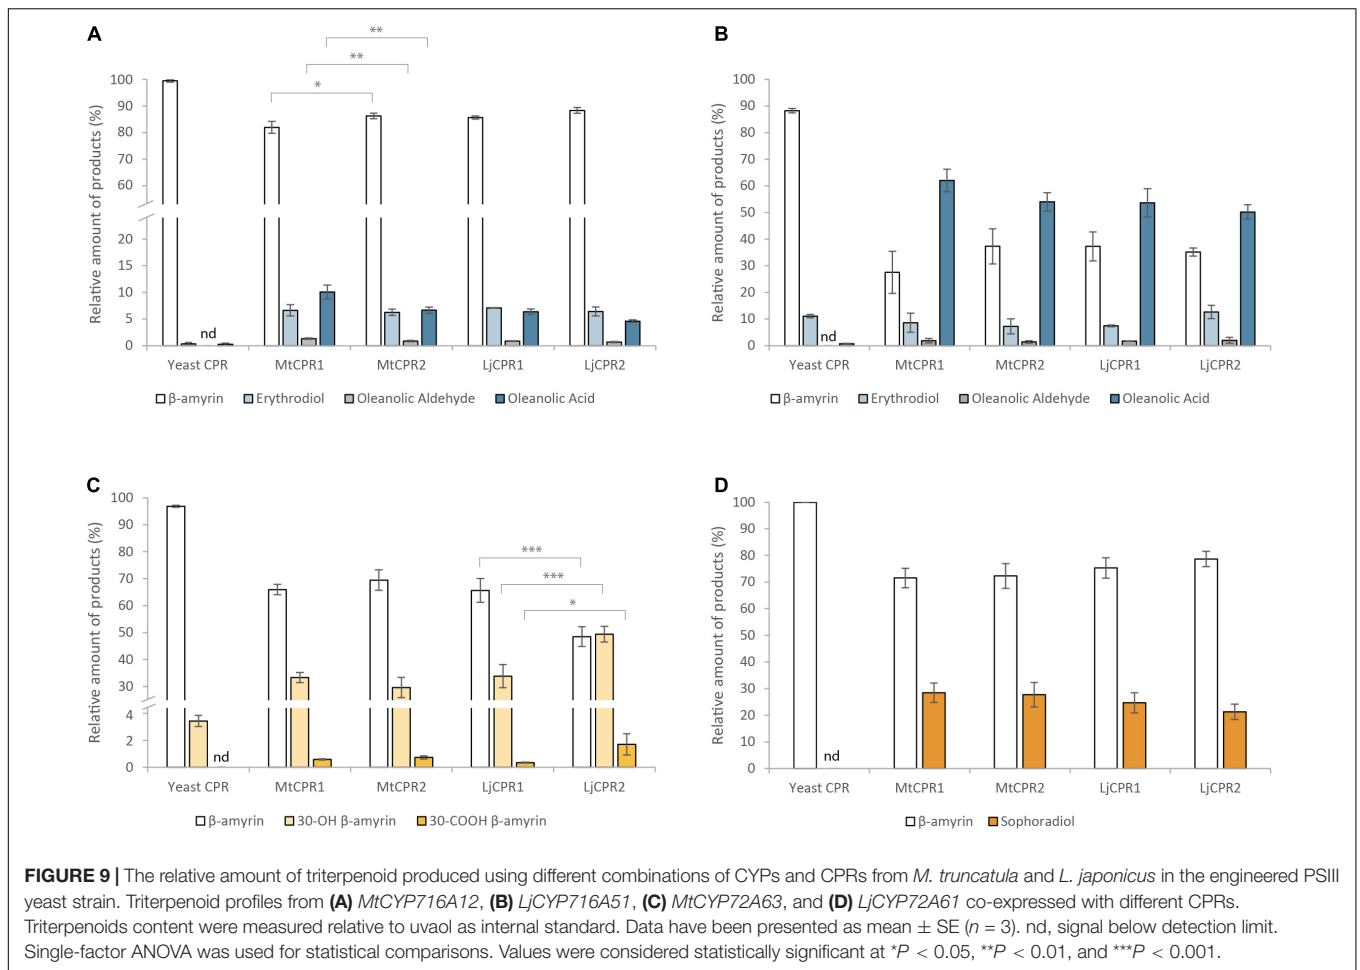 A
**
**
*
Relative amount of products (%)
100
90
80
70
60
20
15
10
5
0
nd
Yeast CPR MtCPR1 MtCPR2 LjCPR1 LjCPR2
β-amyrin Erythrodiol Oleanolic Aldehyde Oleanolic Acid
B
Relative amount of products (%)
100
90
80
70
60
50
40
30
20
10
0
nd
Yeast CPR MtCPR1 MtCPR2 LjCPR1 LjCPR2
β-amyrin Erythrodiol Oleanolic Aldehyde Oleanolic Acid
C
Relative amount of products (%)
100
90
80
70
60
50
40
30
4
2
0
***
***
*
nd
Yeast CPR MtCPR1 MtCPR2 LjCPR1 LjCPR2
β-amyrin 30-OH β-amyrin 30-COOH β-amyrin
D
Relative amount of products (%)
100
90
80
70
60
50
40
30
20
10
0
nd
Yeast CPR MtCPR1 MtCPR2 LjCPR1 LjCPR2
β-amyrin Sophoradiol
FIGURE 9 | The relative amount of triterpenoid produced using different combinations of CYPs and CPRs from M. truncatula and L. japonicus in the engineered PSIII
yeast strain. Triterpenoid profiles from (A) MtCYP716A12, (B) LjCYP716A51, (C) MtCYP72A63, and (D) LjCYP72A61 co-expressed with different CPRs.
Triterpenoids content were measured relative to uvaol as internal standard. Data have been presented as mean ± SE (n = 3). nd, signal below detection limit.
Single-factor ANOVA was used for statistical comparisons. Values were considered statistically significant at *P < 0.05, **P < 0.01, and ***P < 0.001.